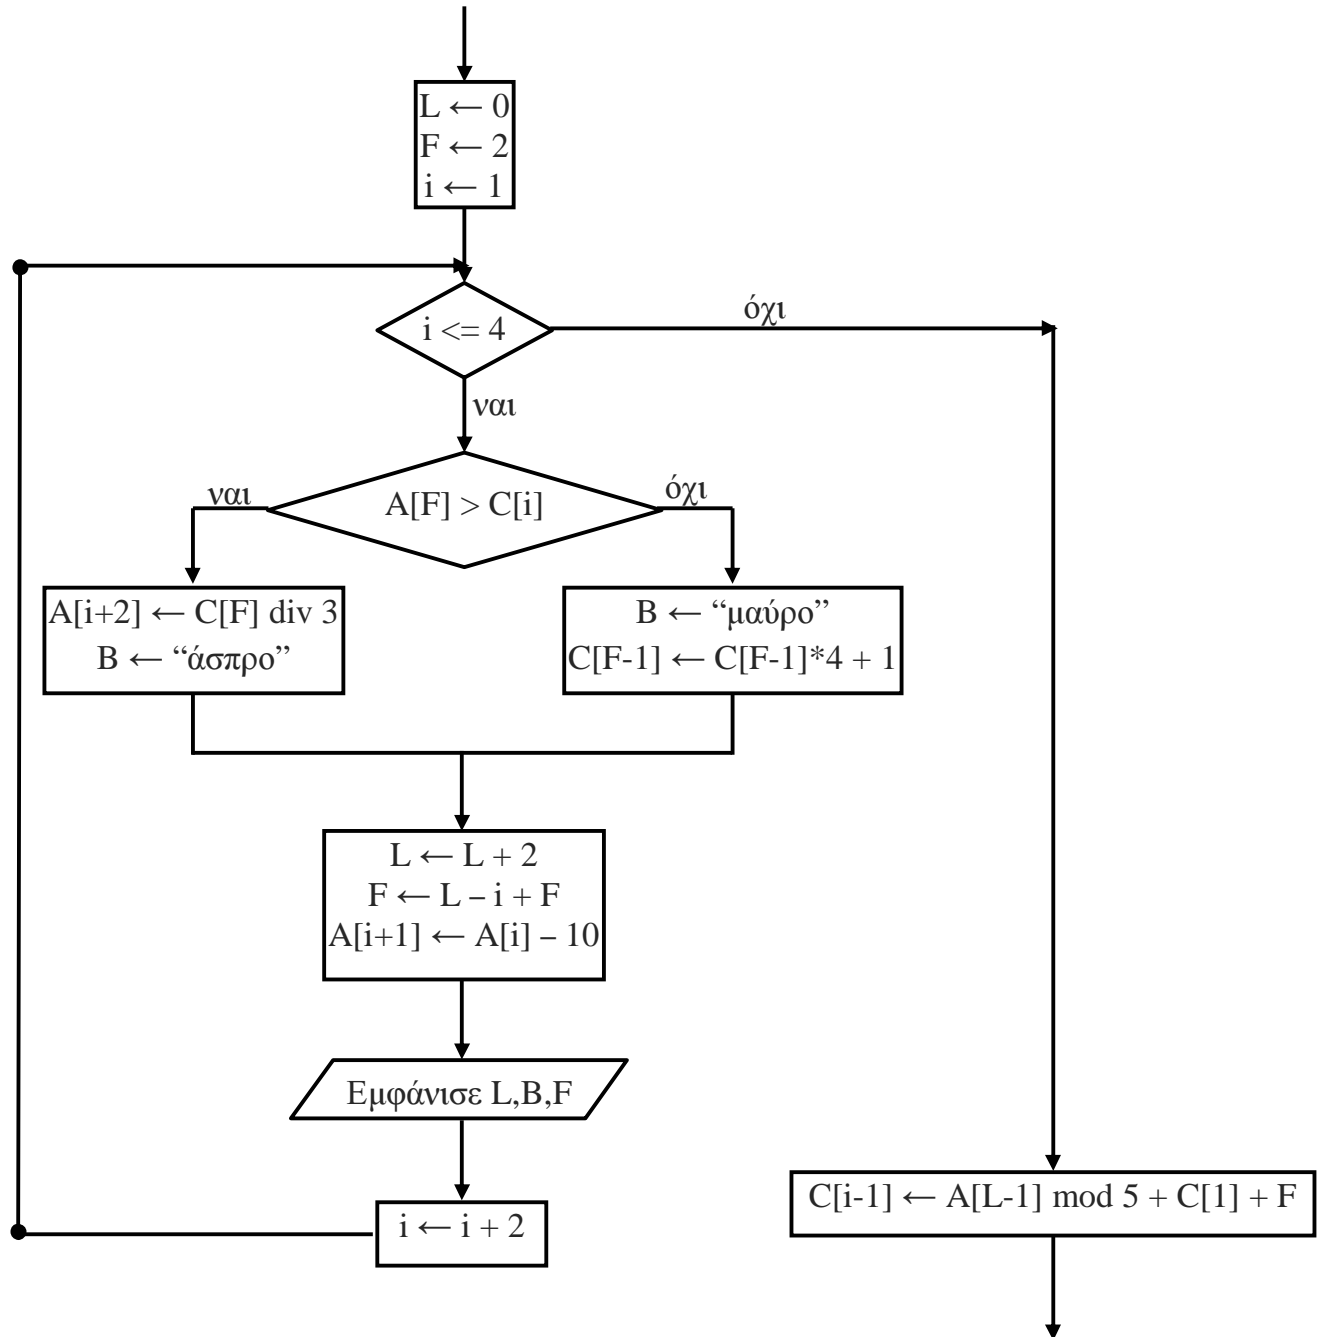 L ← 0
F ← 2
i ← 1
i <= 4
όχι
ναι
ναι
A[F] > C[i]
όχι
A[i+2] ← C[F] div 3
B ← “άσπρο”
B ← “μαύρο”
C[F-1] ← C[F-1]*4 + 1
L ← L + 2
F ← L – i + F
A[i+1] ← A[i] – 10
Εμφάνισε L,B,F
i ← i + 2
C[i-1] ← A[L-1] mod 5 + C[1] + F